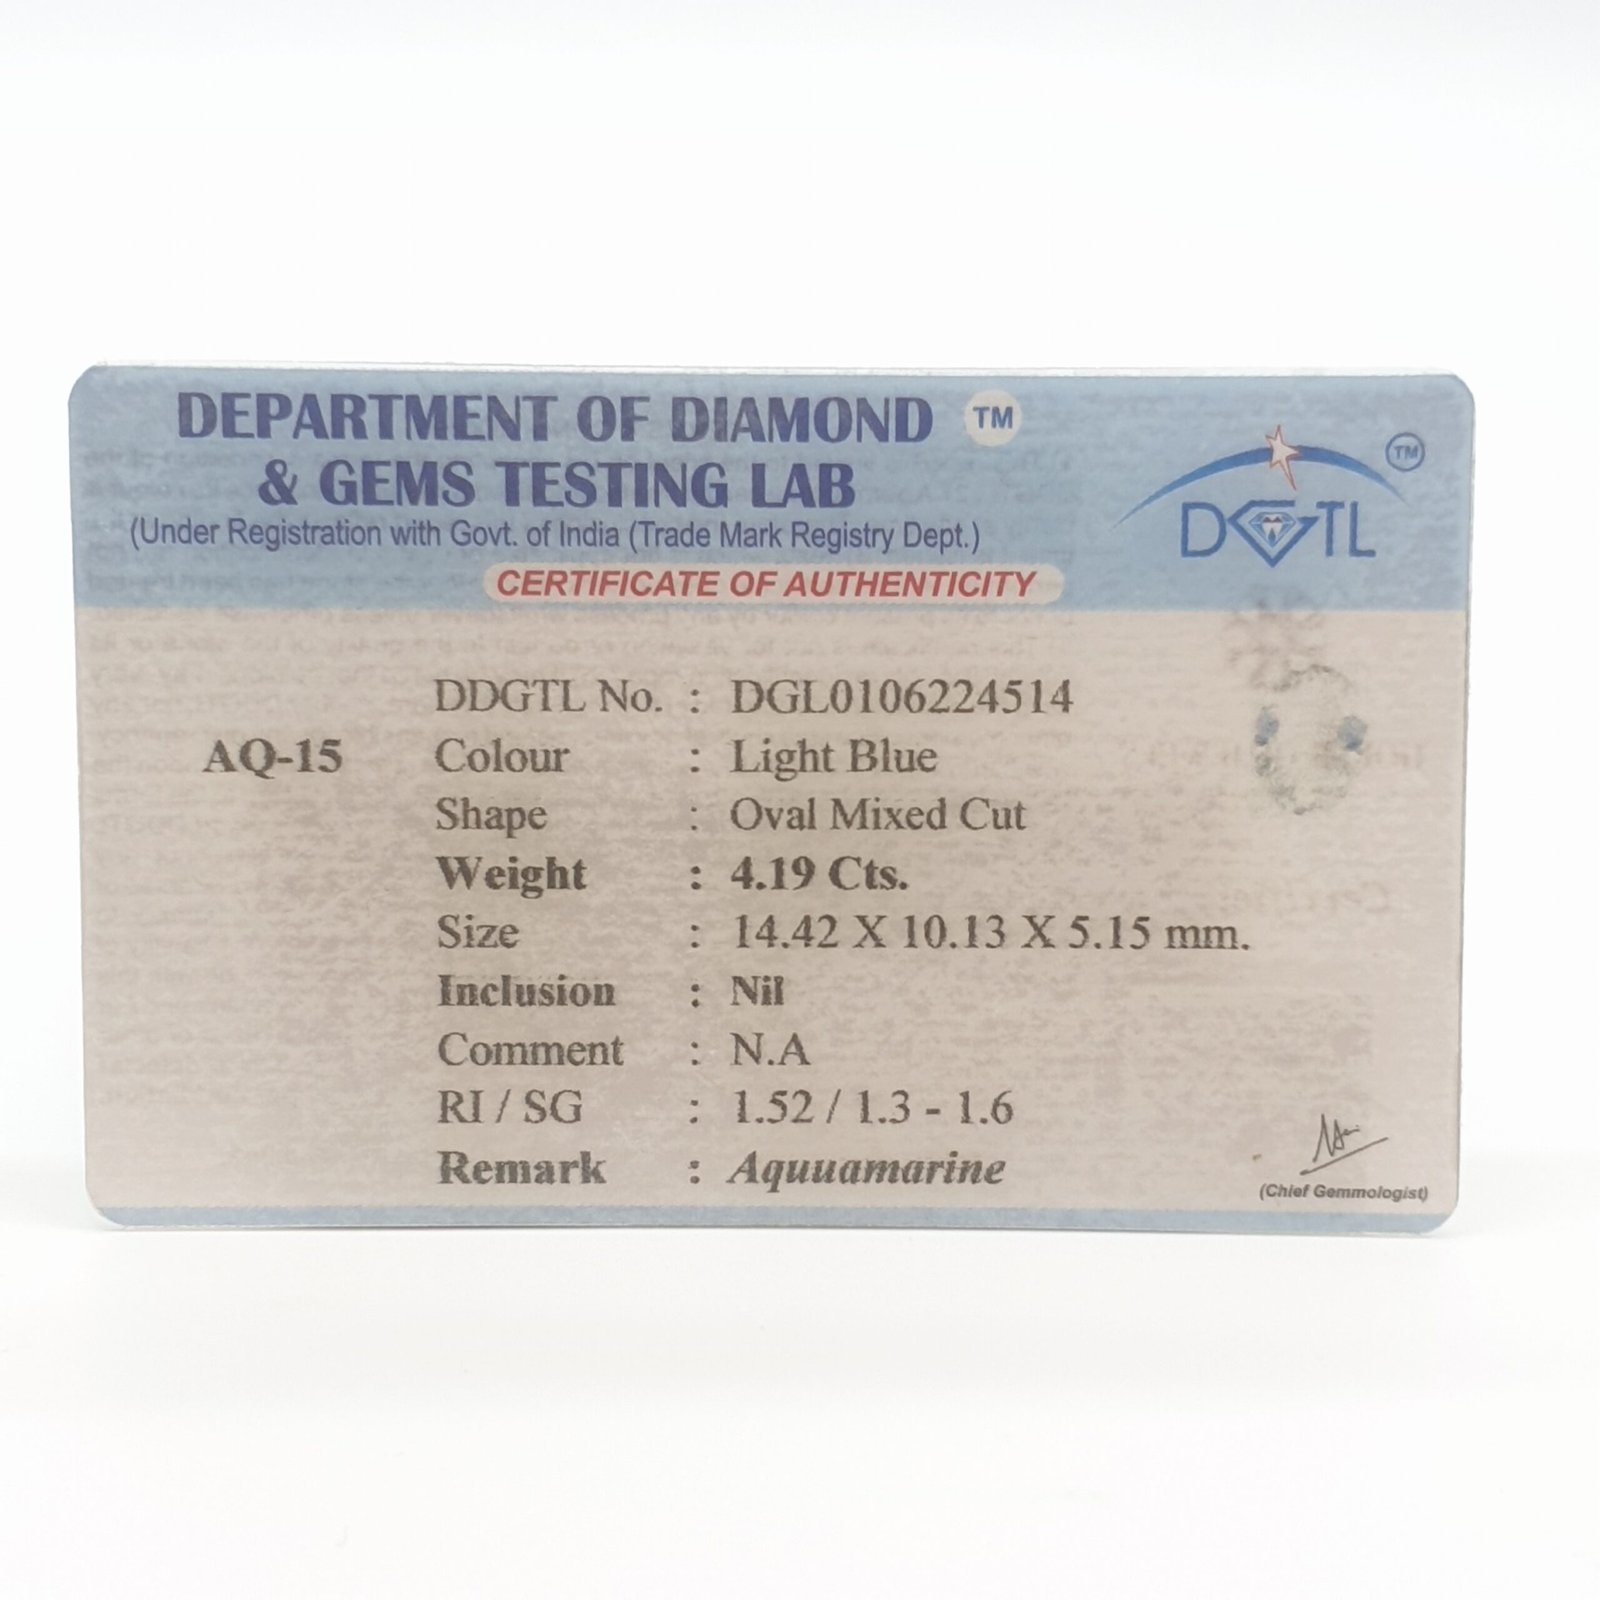 DEPARTMENT OF DIAMOND TM
& GEMS TESTING LAB
(Under Registration with Govt. of India (Trade Mark Registry Dept.)
CERTIFICATE OF AUTHENTICITY
TM
DGTL
DDGTL No. : DGL0106224514
AQ-15
Colour : Light Blue
Shape : Oval Mixed Cut
Weight : 4.19 Cts.
Size : 14.42 X 10.13 X 5.15 mm.
Inclusion : Nil
Comment : N.A
RI / SG : 1.52 / 1.3 - 1.6
Remark : Aquuamarine
(Chief Gemmologist)